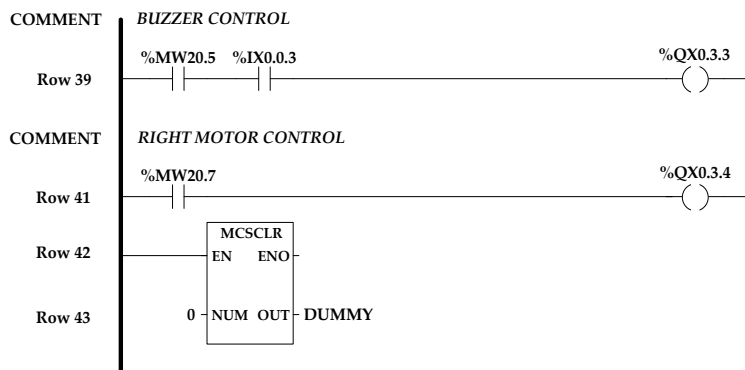 COMMENT BUZZER CONTROL
%MW20.5 %IX0.0.3 %QX0.3.3
Row 39
COMMENT RIGHT MOTOR CONTROL
%MW20.7 %QX0.3.4
Row 41
MCSCLR
Row 42 EN ENO
Row 43 0 NUM OUT DUMMY